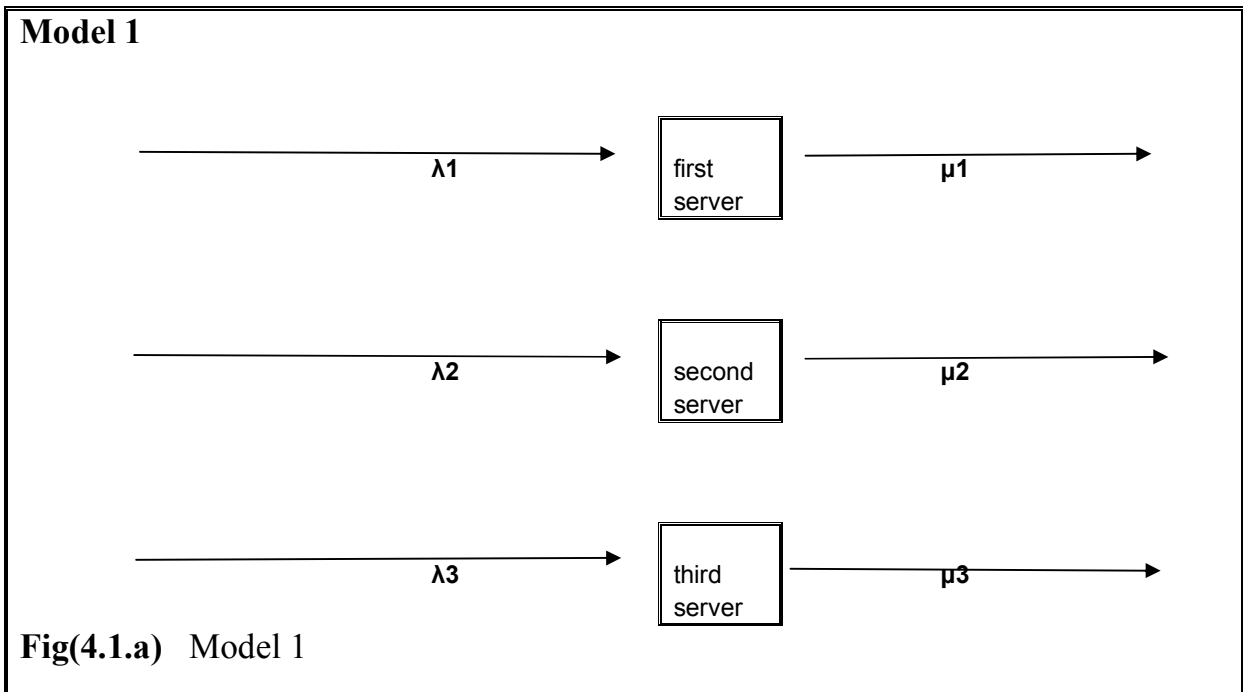 Model 1
λ1
first
server
μ1
λ2
second
server
μ2
λ3
third
server
μ3
Fig(4.1.a) Model 1